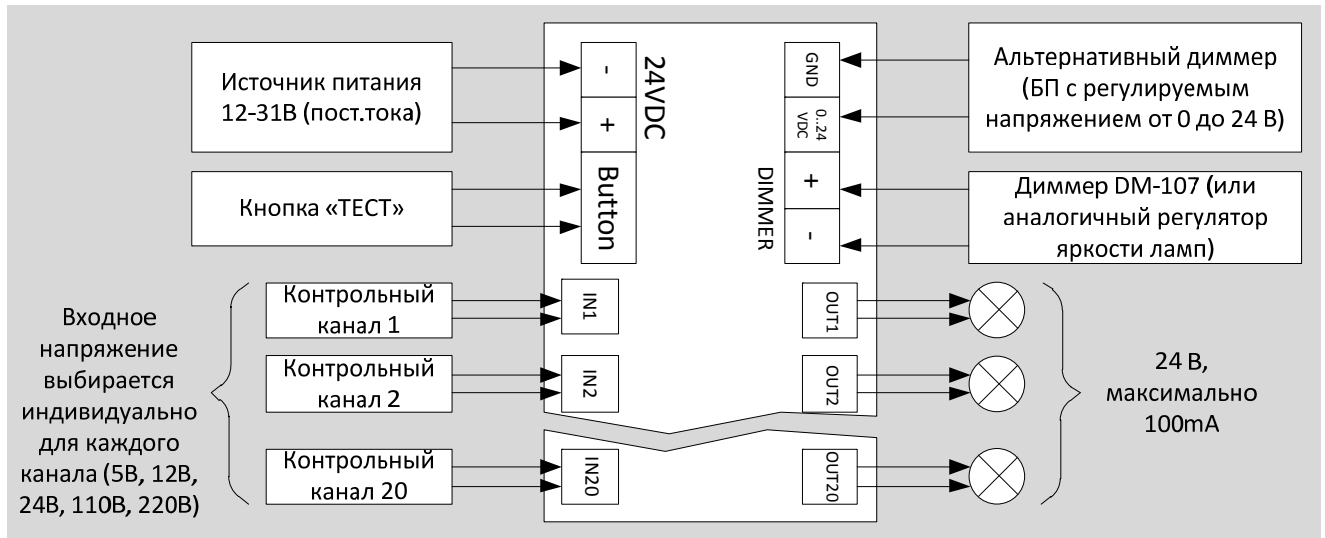 Источник питания
12-31В (пост.тока)
-
+
24VDC
Button
Кнопка «ТЕСТ»
GND
0..24
VDC
+
-
DIMMER
Альтернативный диммер
(БП с регулируемым
напряжением от 0 до 24 В)
Диммер DM-107 (или
аналогичный регулятор
яркости ламп)
Входное
напряжение
выбирается
индивидуально
для каждого
канала (5В, 12В,
24В, 110В, 220В)
Контрольный
канал 1
IN1
OUT1
Контрольный
канал 2
IN2
OUT2
Контрольный
канал 20
IN20
OUT20
24 В,
максимально
100mA